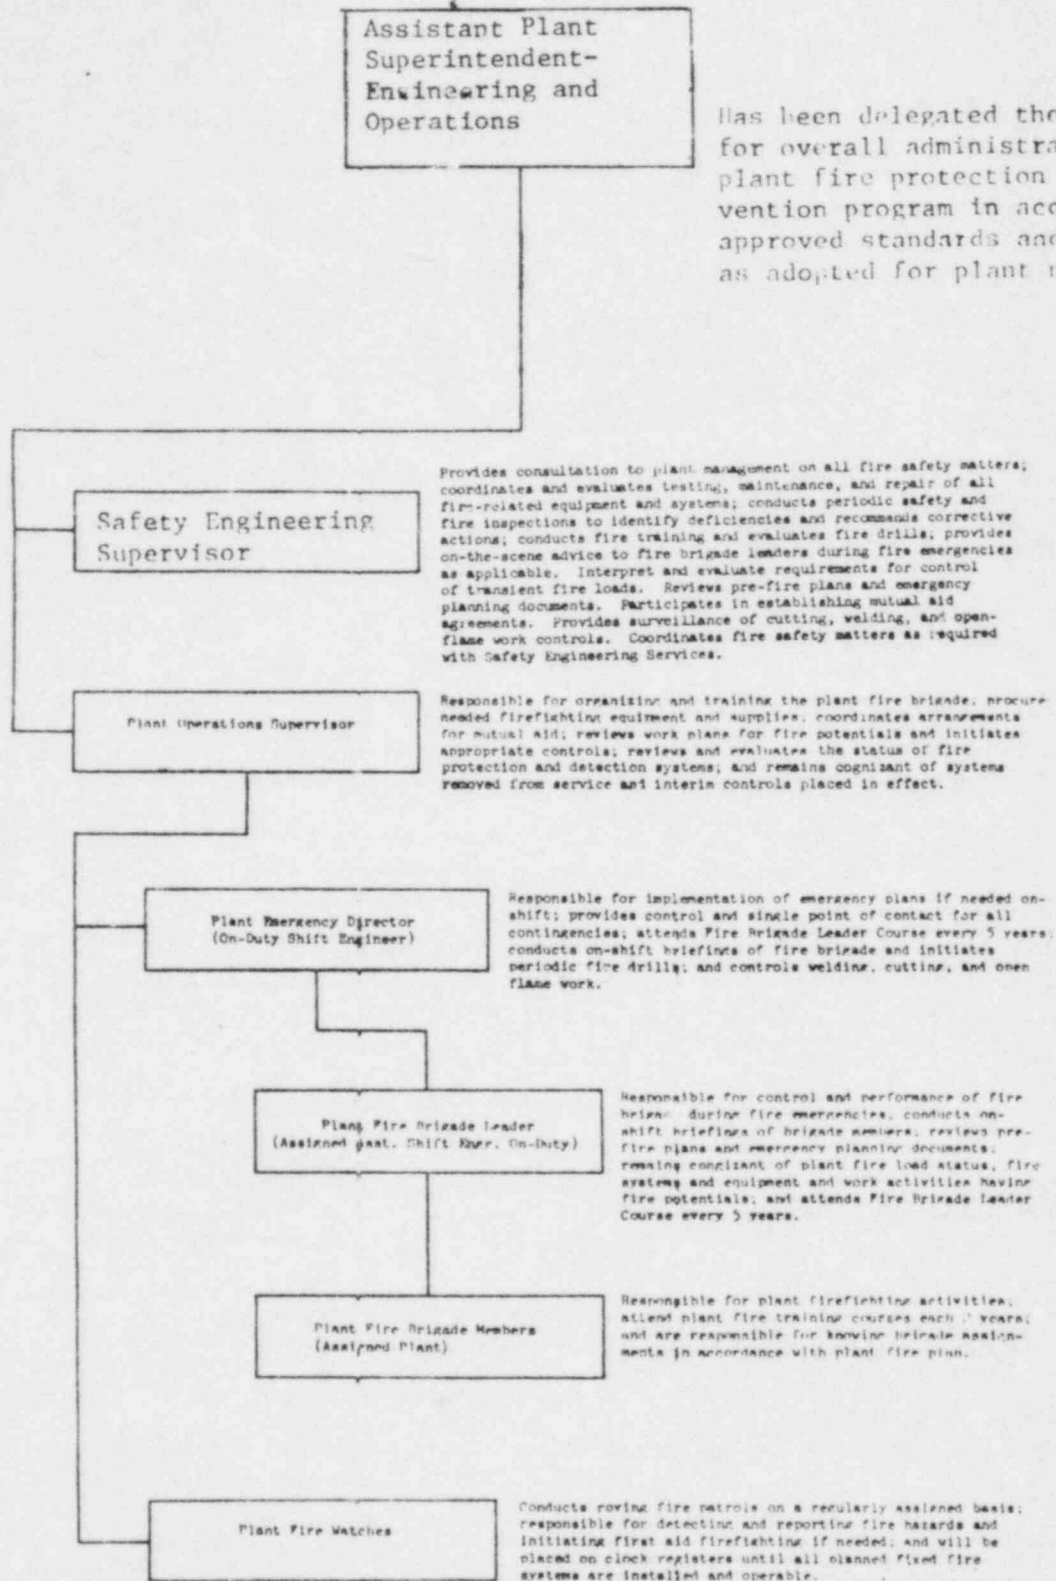 Assistant Plant
Superintendent-
Engineering and
Operations
Has been delegated the
for overall administra
plant fire protection
vention program in acc
approved standards and
as adopted for plant
Safety Engineering
Supervisor
Provides consultation to plant management on all fire safety matters;
coordinates and evaluates testing, maintenance, and repair of all
fire-related equipment and systems; conducts periodic safety and
fire inspections to identify deficiencies and recommends corrective
actions; conducts fire training and evaluates fire drills; provides
on-the-scene advice to fire brigade leaders during fire emergencies
as applicable. Interpret and evaluate requirements for control
of transient fire loads. Reviews pre-fire plans and emergency
planning documents. Participates in establishing mutual aid
agreements. Provides surveillance of cutting, welding, and open-
flame work controls. Coordinates fire safety matters as required
with Safety Engineering Services.
Plant Operations Supervisor
Responsible for organizing and training the plant fire brigade, procure
needed firefighting equipment and supplies, coordinates arrangements
for mutual aid; reviews work plans for fire potentials and initiates
appropriate controls; reviews and evaluates the status of fire
protection and detection systems; and remains cognizant of systems
removed from service and interim controls placed in effect.
Plant Emergency Director
(On-Duty Shift Engineer)
Responsible for implementation of emergency plans if needed on-
shift; provides control and single point of contact for all
contingencies; attends Fire Brigade Leader Course every 5 years;
conducts on-shift briefings of fire brigade and initiates
periodic fire drills; and controls welding, cutting, and open
flame work.
Plant Fire Brigade Leader
(Assigned Asst. Shift Engr. On-Duty)
Responsible for control and performance of fire
during fire emergencies, conducts on-
shift briefings of brigade members, reviews pre-
fire plans and emergency planning documents;
remains cognizant of plant fire load status, fire
systems and equipment and work activities having
fire potentials, and attends Fire Brigade Leader
Course every 5 years.
Plant Fire Brigade Members
(Assigned Plant)
Responsible for plant firefighting activities;
attend plant fire training courses each years;
and are responsible for knowing brigade assign-
ments in accordance with plant fire plan.
Plant Fire Watches
Conducts roving fire patrols on a regularly assigned basis;
responsible for detecting and reporting fire hazards and
initiating first aid firefighting if needed; and will be
placed on clock registers until all planned fixed fire
systems are installed and operable.